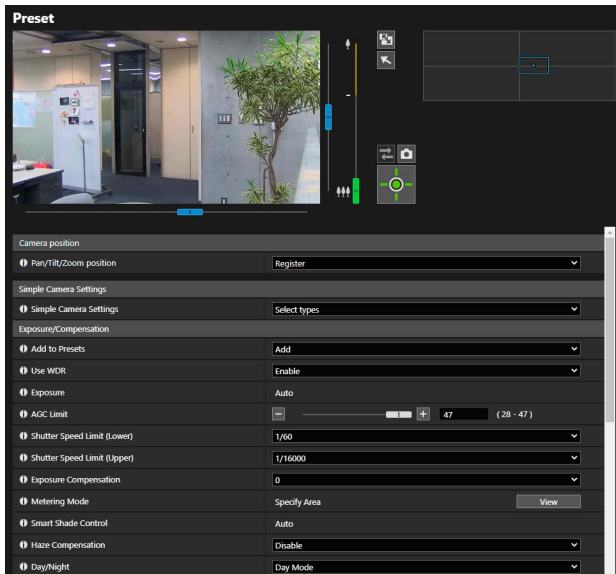 Preset
Camera position
Pan/Tilt/Zoom position Register
Simple Camera Settings
Simple Camera Settings Select types
Exposure/Compensation
Add to Presets Add
Use WDR Enable
Exposure Auto
AGC Limit 47 (28 - 47)
Shutter Speed Limit (Lower) 1/60
Shutter Speed Limit (Upper) 1/16000
Exposure Compensation 0
Metering Mode Specify Area View
Smart Shade Control Auto
Haze Compensation Disable
Day/Night Day Mode